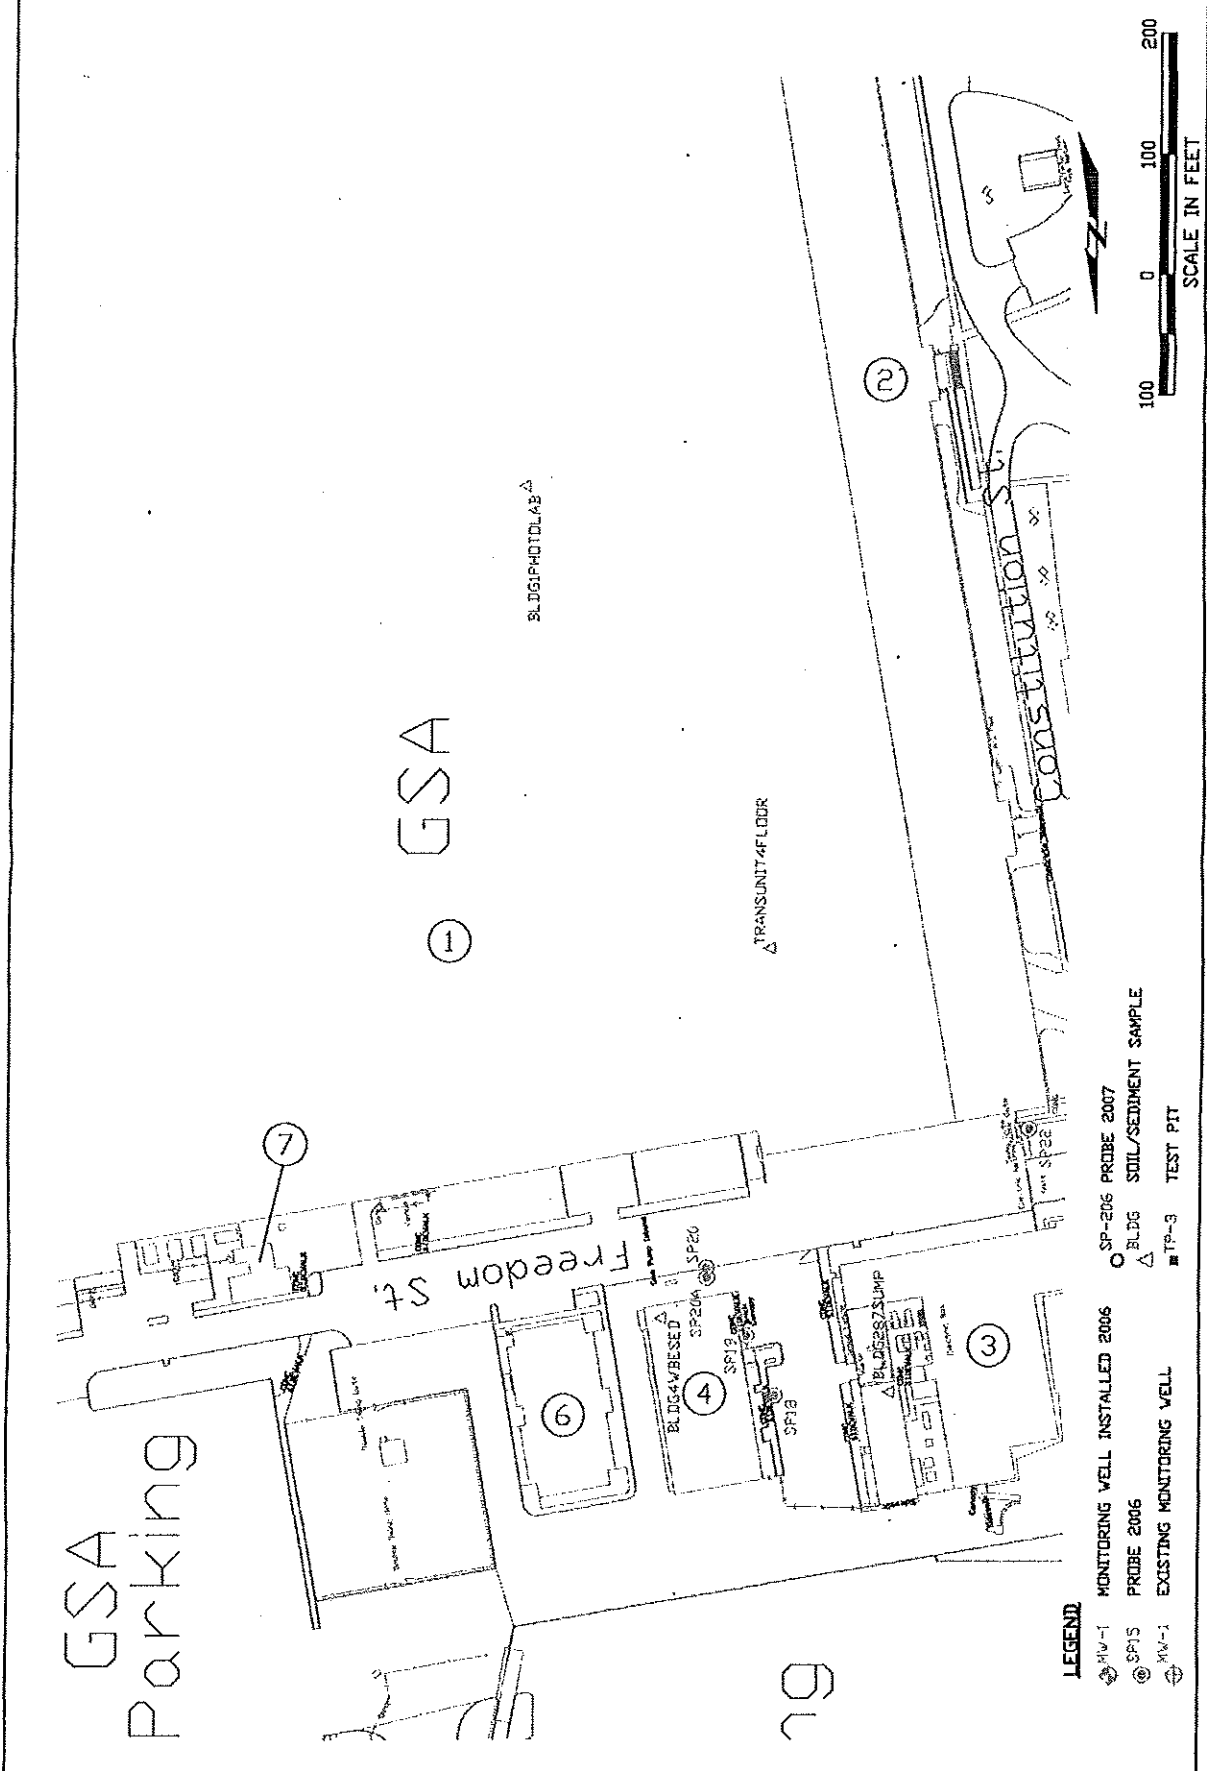 GSA
Parking
GSA
1
7
6
4
3
2
BLDG1PHOTOLAB
TRANSUNIT4FLOOR
Freedom St.
Constitution St.
BLDG4WBESED
SP20A
SP20
SP19
SP18
BLDG287SUMP
SP22
ng
LEGEND
MW-1 MONITORING WELL INSTALLED 2006
SP15 PROBE 2006
MW-1 EXISTING MONITORING WELL
SP-206 PROBE 2007
BLDG SOIL/SEDIMENT SAMPLE
TP-3 TEST PIT
N
100 0 100 200
SCALE IN FEET